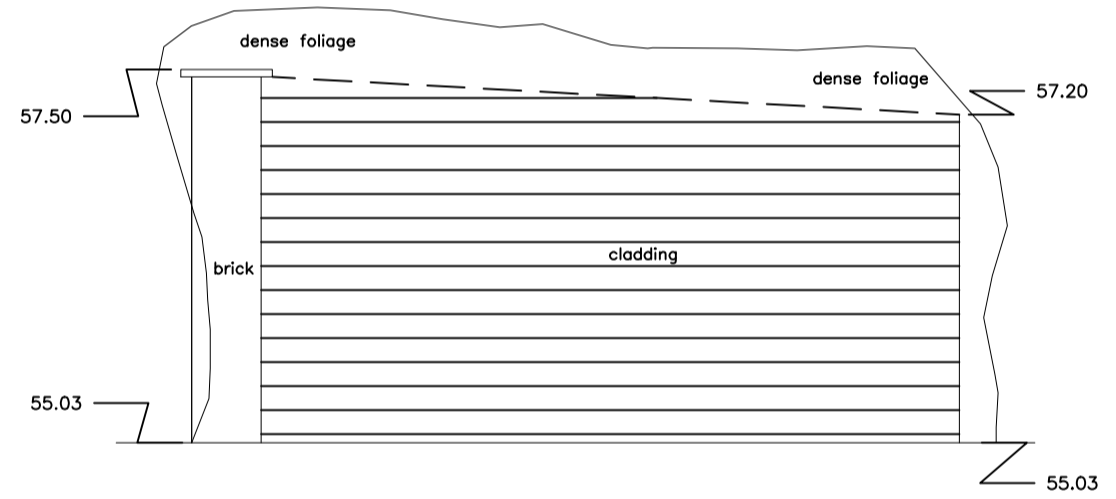 dense foliage
dense foliage
57.20
57.50
cladding
brick
55.03
55.03